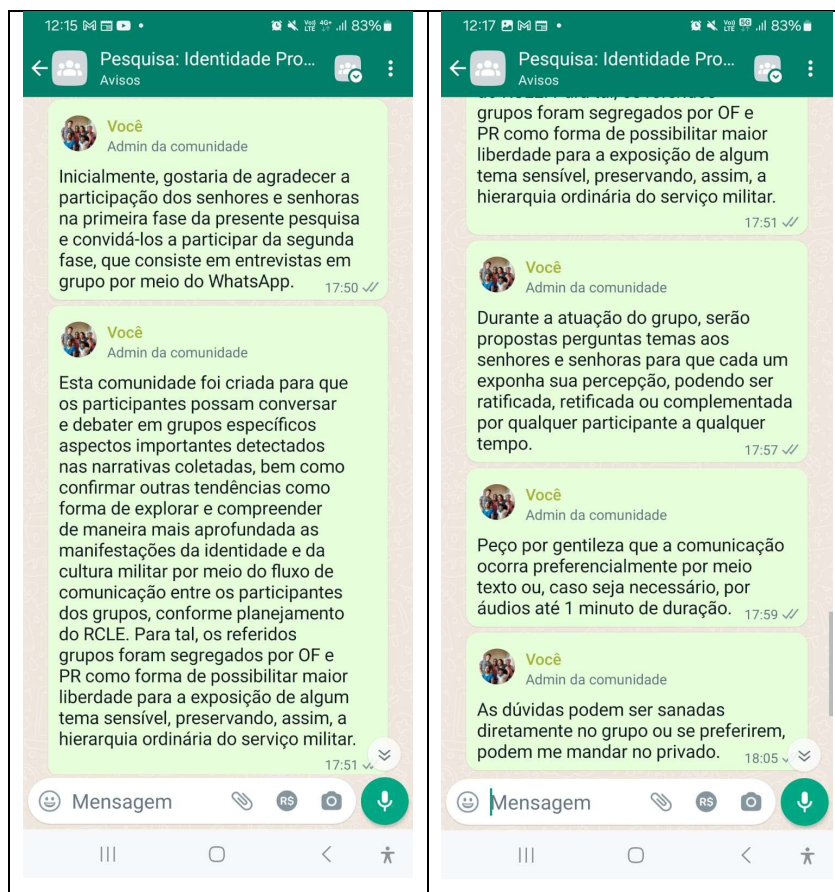 12:15
4G+
83%
Pesquisa: Identidade Pro...
Avisos
Você
Admin da comunidade
Inicialmente, gostaria de agradecer a
participação dos senhores e senhoras
na primeira fase da presente pesquisa
e convidá-los a participar da segunda
fase, que consiste em entrevistas em
grupo por meio do WhatsApp.
17:50
Você
Admin da comunidade
Esta comunidade foi criada para que
os participantes possam conversar
e debater em grupos específicos
aspectos importantes detectados
nas narrativas coletadas, bem como
confirmar outras tendências como
forma de explorar e compreender
de maneira mais aprofundada as
manifestações da identidade e da
cultura militar por meio do fluxo de
comunicação entre os participantes
dos grupos, conforme planejamento
do RCLE. Para tal, os referidos
grupos foram segregados por OF e
PR como forma de possibilitar maior
liberdade para a exposição de algum
tema sensível, preservando, assim, a
hierarquia ordinária do serviço militar.
17:51
Mensagem
12:17
83%
Pesquisa: Identidade Pro...
Avisos
grupos foram segregados por OF e
PR como forma de possibilitar maior
liberdade para a exposição de algum
tema sensível, preservando, assim, a
hierarquia ordinária do serviço militar.
17:51
Você
Admin da comunidade
Durante a atuação do grupo, serão
propostas perguntas temas aos
senhores e senhoras para que cada um
exponha sua percepção, podendo ser
ratificada, retificada ou complementada
por qualquer participante a qualquer
tempo.
17:57
Você
Admin da comunidade
Peço por gentileza que a comunicação
ocorra preferencialmente por meio
texto ou, caso seja necessário, por
áudios até 1 minuto de duração.
17:59
Você
Admin da comunidade
As dúvidas podem ser sanadas
diretamente no grupo ou se preferirem,
podem me mandar no privado.
18:05
Mensagem